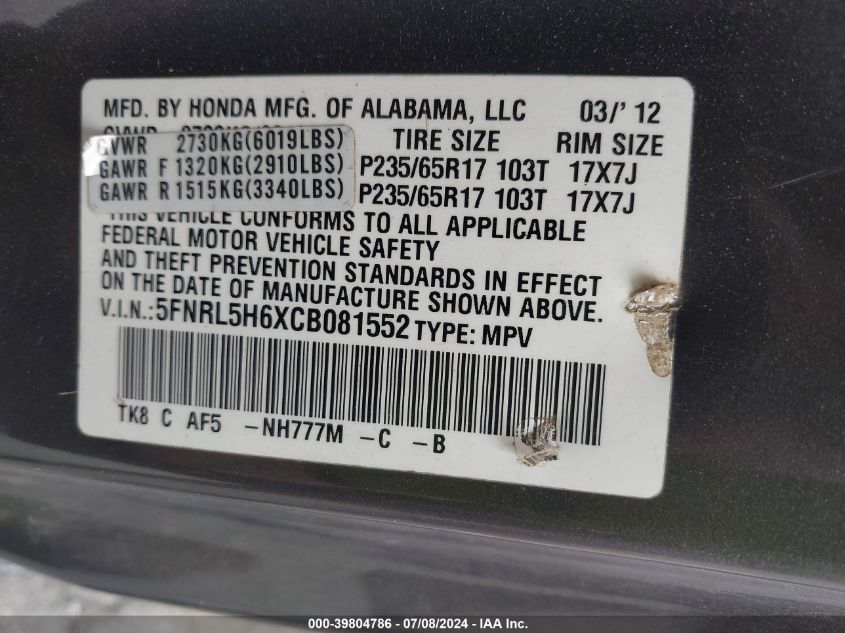 MFD. BY HONDA MFG. OF ALABAMA, LLC 03/' 12
GVWR 2730KG(6019LBS) TIRE SIZE RIM SIZE
GAWR F 1320KG(2910LBS) P235/65R17 103T 17X7J
GAWR R 1515KG(3340LBS) P235/65R17 103T 17X7J
THIS VEHICLE CONFORMS TO ALL APPLICABLE
FEDERAL MOTOR VEHICLE SAFETY
AND THEFT PREVENTION STANDARDS IN EFFECT
ON THE DATE OF MANUFACTURE SHOWN ABOVE.
V.I.N.:5FNRL5H6XCB081552 TYPE: MPV
TK8 C AF5 -NH777M -C -B
000-39804786 / 07/08/2024 - IAA Inc.